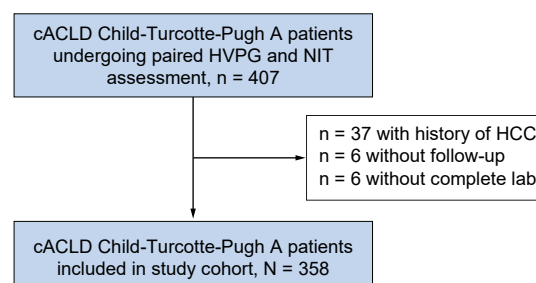 cACLD Child-Turcotte-Pugh A patients
undergoing paired HVPG and NIT
assessment, n = 407
n = 37 with history of HCC
n = 6 without follow-up
n = 6 without complete lab
cACLD Child-Turcotte-Pugh A patients
included in study cohort, N = 358